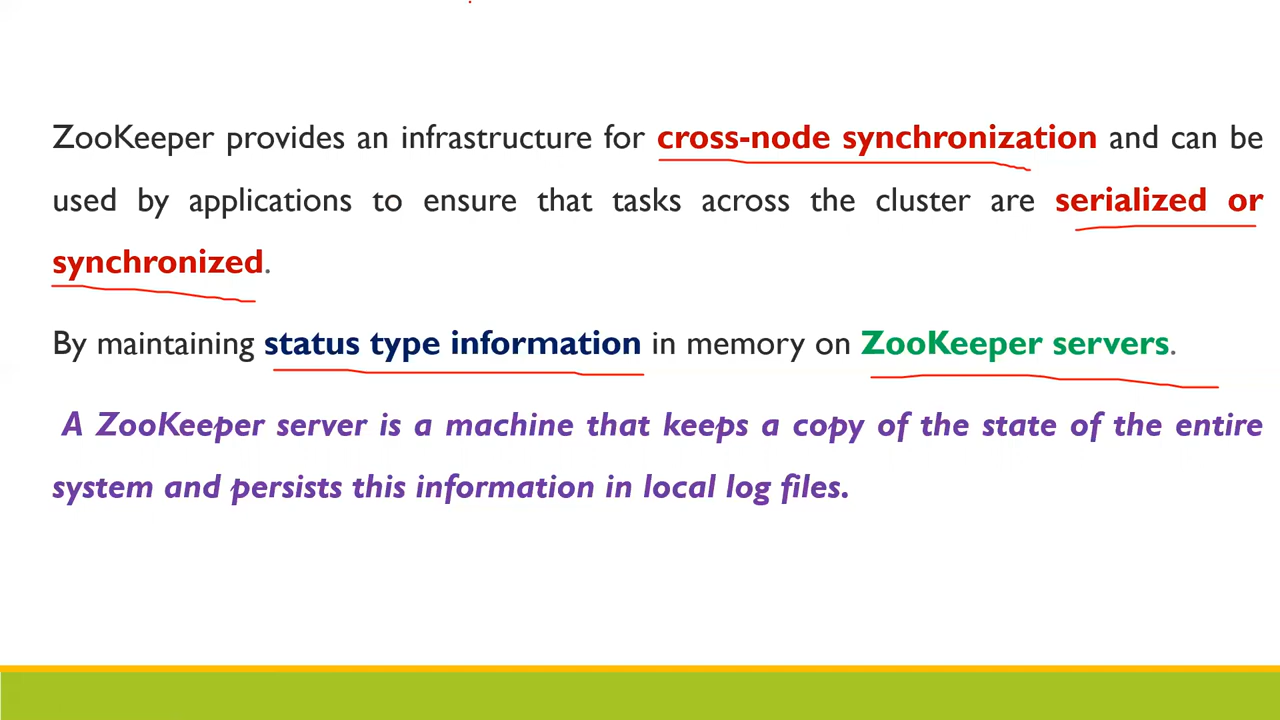 ZooKeeper provides an infrastructure for cross-node synchronization and can be
used by applications to ensure that tasks across the cluster are serialized or
synchronized.
By maintaining status type information in memory on ZooKeeper servers.
A ZooKeeper server is a machine that keeps a copy of the state of the entire
system and persists this information in local log files.